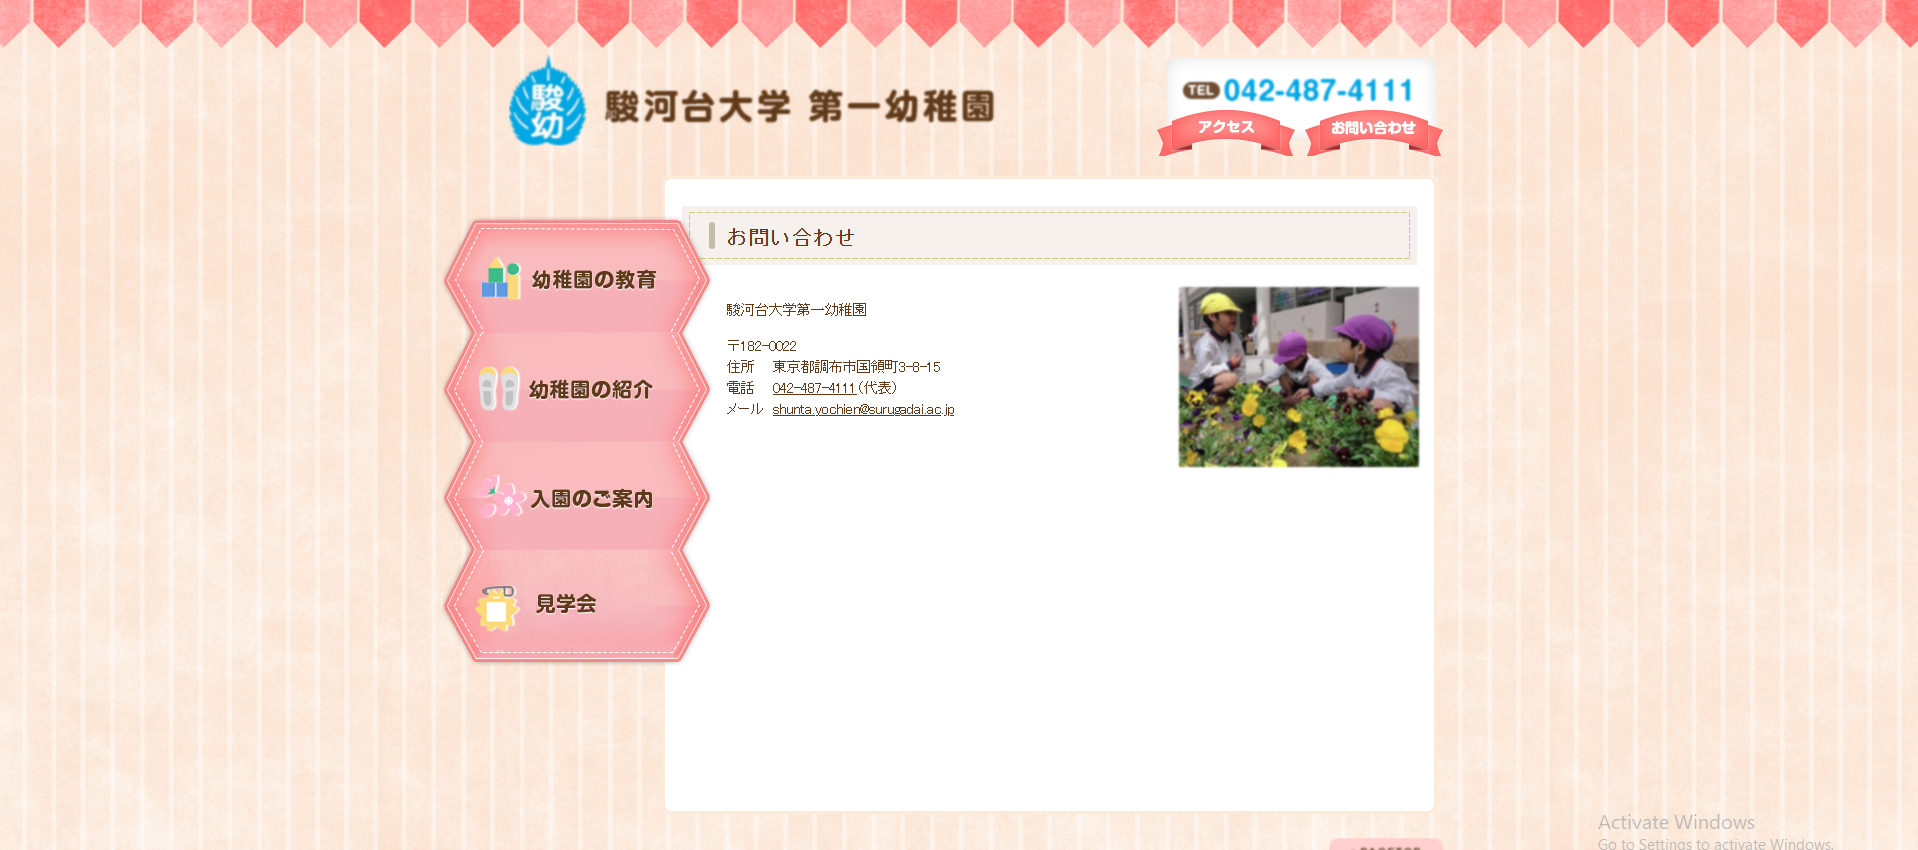 駿幼
駿河台大学 第一幼稚園
TEL 042-487-4111
アクセス
お問い合わせ
お問い合わせ
幼稚園の教育
幼稚園の紹介
入園のご案内
見学会
駿河台大学第一幼稚園
〒182-0022
住所 東京都調布市国領町3-8-15
電話 042-487-4111(代表)
メール shunta.yochien@surugadai.ac.jp
Activate Windows
Go to Settings to activate Windows.